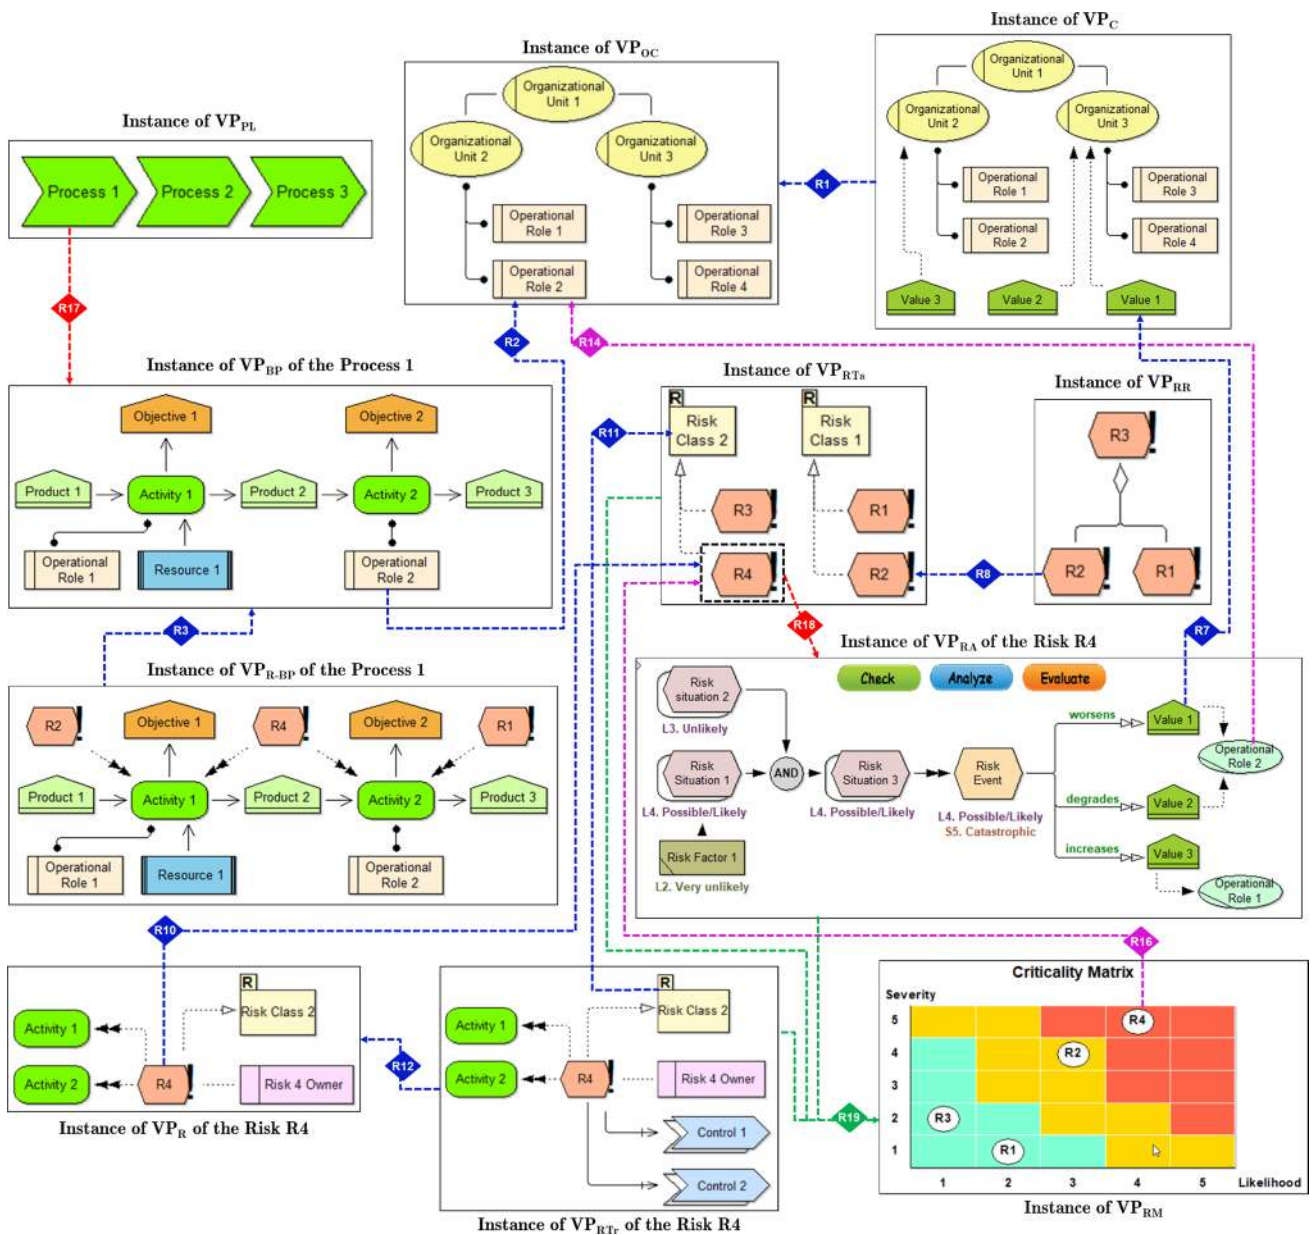 Instance of VP_OC
Organizational
Unit 1
Organizational
Unit 2
Organizational
Unit 3
Operational
Role 1
Operational
Role 3
Operational
Role 2
Operational
Role 4
Instance of VP_C
Organizational
Unit 1
Organizational
Unit 2
Organizational
Unit 3
Operational
Role 1
Operational
Role 3
Operational
Role 2
Operational
Role 4
Value 3
Value 2
Value 1
R1
Instance of VP_PL
Process 1
Process 2
Process 3
R17
R2
R14
Instance of VP_BP of the Process 1
Objective 1
Objective 2
Product 1
Activity 1
Product 2
Activity 2
Product 3
Operational
Role 1
Resource 1
Operational
Role 2
R11
Instance of VP_RTa
R
Risk
Class 2
R
Risk
Class 1
R3
R1
R4
R2
Instance of VP_RR
R3
R2
R1
R8
R3
R18
R7
Instance of VP_R-BP of the Process 1
R2
Objective 1
R4
Objective 2
R1
Product 1
Activity 1
Product 2
Activity 2
Product 3
Operational
Role 1
Resource 1
Operational
Role 2
Instance of VP_RA of the Risk R4
Check
Analyze
Evaluate
Risk
situation 2
L3. Unlikely
Risk
Situation 1
L4. Possible/Likely
AND
Risk
Situation 3
L4. Possible/Likely
Risk
Event
L4. Possible/Likely
S5. Catastrophic
Risk Factor 1
L2. Very unlikely
worsens
Value 1
Operational
Role 2
degrades
Value 2
increases
Value 3
Operational
Role 1
R10
R16
Activity 1
R
Risk Class 2
Activity 2
R4
Risk 4 Owner
Instance of VP_R of the Risk R4
R12
Activity 1
R
Risk Class 2
Activity 2
R4
Risk 4 Owner
Control 1
Control 2
Instance of VP_RTr of the Risk R4
R19
Criticality Matrix
Severity
5
R4
4
R2
3
2
R3
1
R1
1
2
3
4
5
Likelihood
Instance of VP_RM